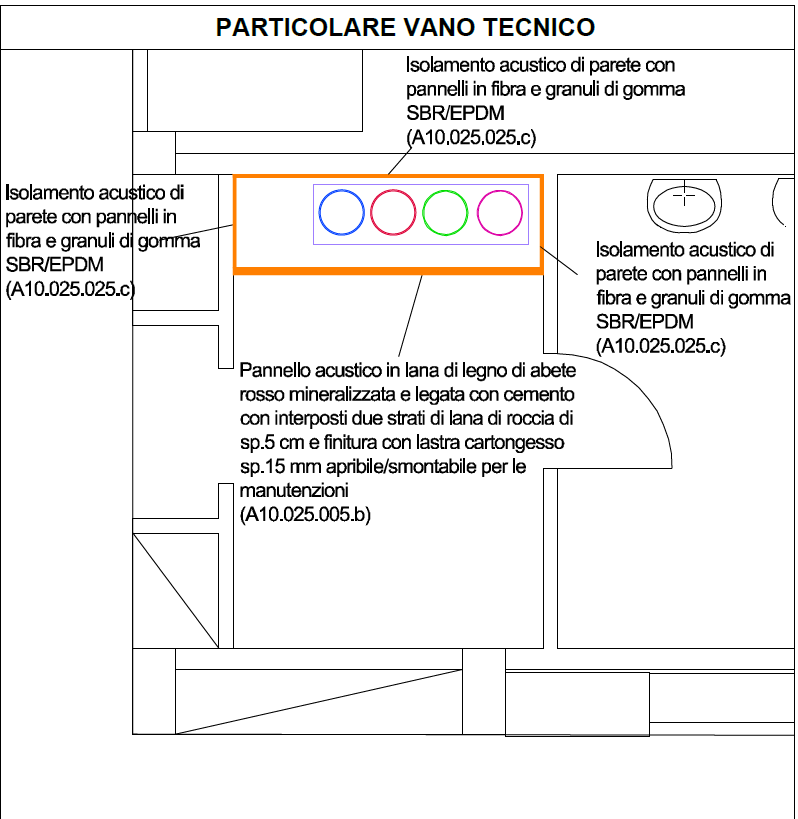 PARTICOLARE VANO TECNICO
Isolamento acustico di parete con
pannelli in fibra e granuli di gomma
SBR/EPDM
(A10.025.025.c)
Isolamento acustico di
parete con pannelli in
fibra e granuli di gomma
SBR/EPDM
(A10.025.025.c)
Isolamento acustico di
parete con pannelli in
fibra e granuli di gomma
SBR/EPDM
(A10.025.025.c)
Pannello acustico in lana di legno di abete
rosso mineralizzata e legata con cemento
con interposti due strati di lana di roccia di
sp.5 cm e finitura con lastra cartongesso
sp.15 mm apribile/smontabile per le
manutenzioni
(A10.025.005.b)